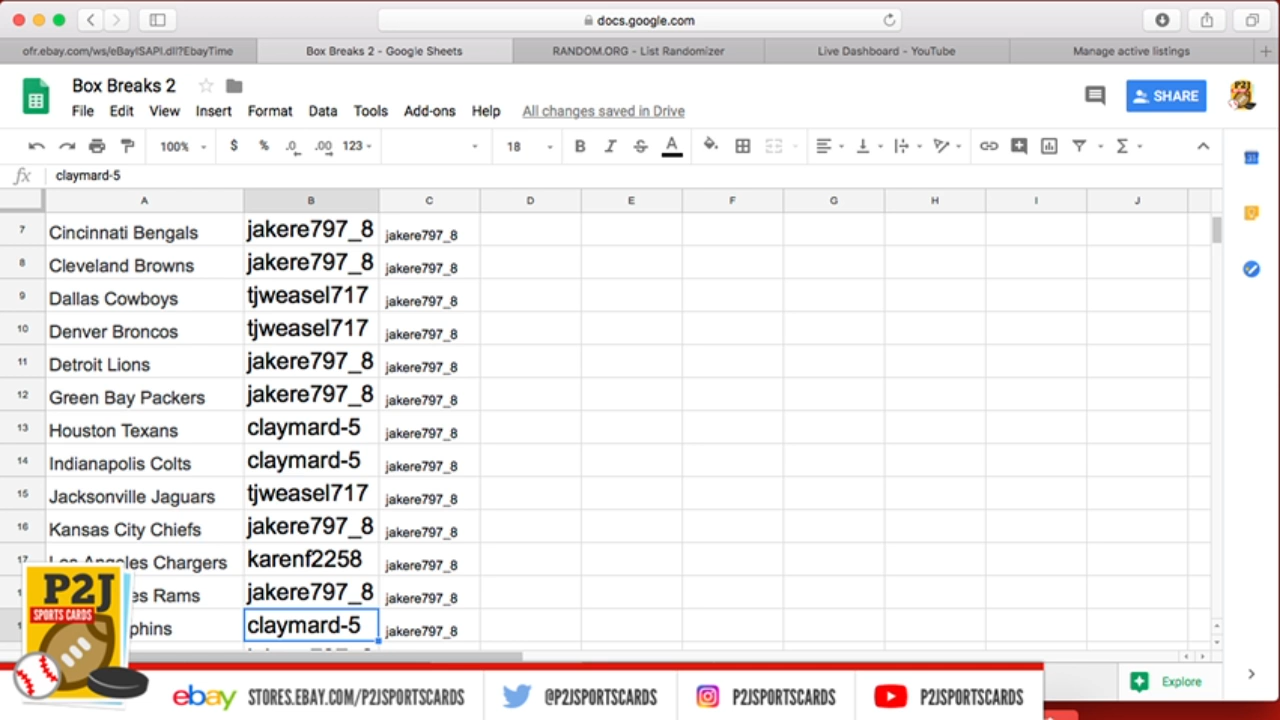 docs.google.com
ofr.ebay.com/ws/eBayISAPI.dll?EbayTime
Box Breaks 2 - Google Sheets
RANDOM.ORG - List Randomizer
Live Dashboard - YouTube
Manage active listings
Box Breaks 2
SHARE
File Edit View Insert Format Data Tools Add-ons Help All changes saved in Drive
100% $ % .0 .00 123 18 B I S A
fx claymard-5
A B C D E F G H I J
7 Cincinnati Bengals jakere797_8 jakere797_8
8 Cleveland Browns jakere797_8 jakere797_8
9 Dallas Cowboys tjweasel717 jakere797_8
10 Denver Broncos tjweasel717 jakere797_8
11 Detroit Lions jakere797_8 jakere797_8
12 Green Bay Packers jakere797_8 jakere797_8
13 Houston Texans claymard-5 jakere797_8
14 Indianapolis Colts claymard-5 jakere797_8
15 Jacksonville Jaguars tjweasel717 jakere797_8
16 Kansas City Chiefs jakere797_8 jakere797_8
17 Los Angeles Chargers karenf2258 jakere797_8
es Rams jakere797_8 jakere797_8
phins claymard-5 jakere797_8
P2J
SPORTS CARDS
Explore
ebay STORES.EBAY.COM/P2JSPORTSCARDS @P2JSPORTSCARDS P2JSPORTSCARDS P2JSPORTSCARDS